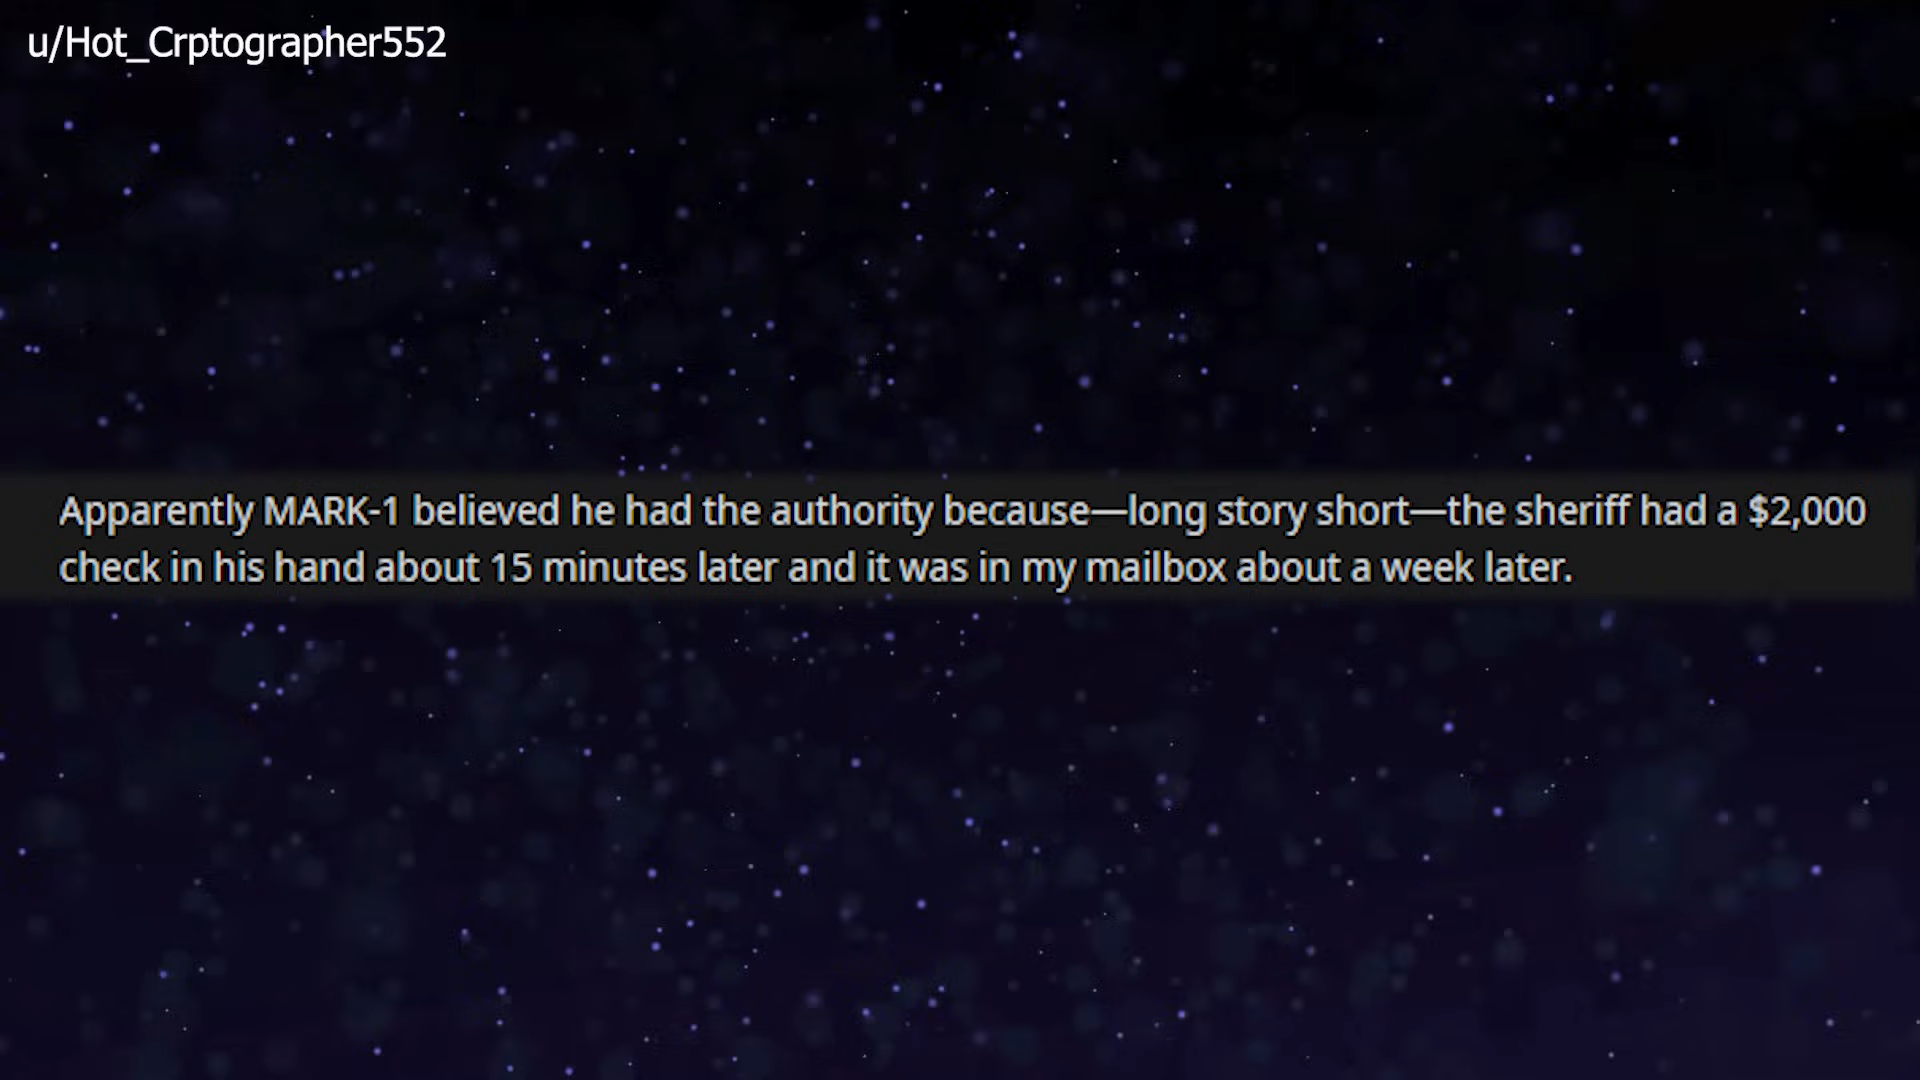 u/Hot_Crptographer552
Apparently MARK-1 believed he had the authority because—long story short—the sheriff had a $2,000
check in his hand about 15 minutes later and it was in my mailbox about a week later.